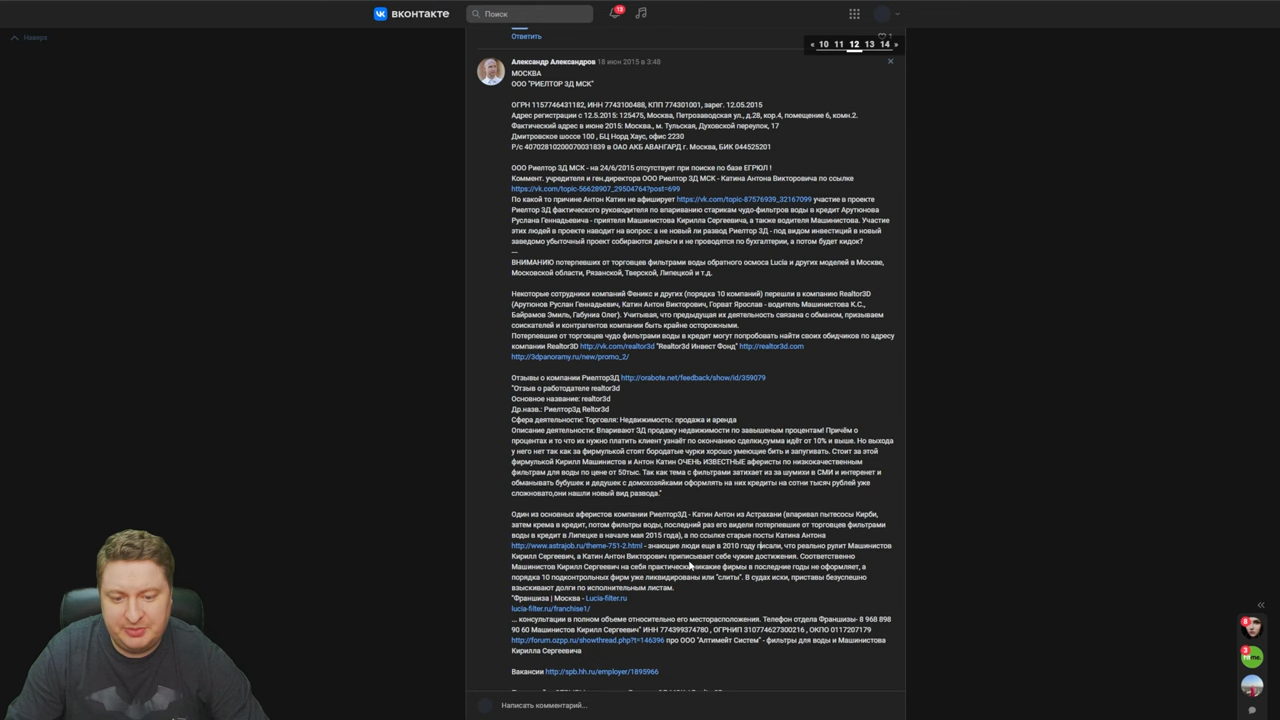 вконтакте
Поиск
13
Наверх
Ответить
1
« 10 11 12 13 14 »
Александр Александров 18 июн 2015 в 3:48
МОСКВА
ООО "РИЕЛТОР 3Д МСК"
ОГРН 1157746431182, ИНН 7743100488, КПП 774301001, зарег. 12.05.2015
Адрес регистрации с 12.5.2015: 125475, Москва, Петрозаводская ул., д.28, кор.4, помещение 6, комн.2.
Фактический адрес в июне 2015: Москва., м. Тульская, Духовской переулок, 17
Дмитровское шоссе 100 , БЦ Норд Хаус, офис 2230
Р/с 40702810200070031839 в ОАО АКБ АВАНГАРД г. Москва, БИК 044525201
ООО Риелтор 3Д МСК - на 24/6/2015 отсутствует при поиске по базе ЕГРЮЛ !
Коммент. учредителя и ген.директора ООО Риелтор 3Д МСК - Катина Антона Викторовича по ссылке
https://vk.com/topic-56628907_29504764?post=699
По какой то причине Антон Катин не афиширует https://vk.com/topic-87576939_32167099 участие в проекте
Риелтор 3Д фактического руководителя по впариванию старикам чудо-фильтров воды в кредит Арутюнова
Руслана Геннадьевича - приятеля Машинистова Кирилла Сергеевича, а также водителя Машинистова. Участие
этих людей в проекте наводит на вопрос: а не новый ли развод Риелтор 3Д - под видом инвестиций в новый
заведомо убыточный проект собираются деньги и не проводятся по бухгалтерии, а потом будет кидок?
---
ВНИМАНИЮ потерпевших от торговцев фильтрами воды обратного осмоса Lucia и других моделей в Москве,
Московской области, Рязанской, Тверской, Липецкой и т.д.
Некоторые сотрудники компаний Феникс и других (порядка 10 компаний) перешли в компанию Realtor3D
(Арутюнов Руслан Геннадьевич, Катин Антон Викторович, Горват Ярослав - водитель Машинистова К.С.,
Байрамов Эмиль, Габуниа Олег). Учитывая, что предыдущая их деятельность связана с обманом, призываем
соискателей и контрагентов компании быть крайне осторожными.
Потерпевшие от торговцев чудо фильтрами воды в кредит могут попробовать найти своих обидчиков по адресу
компании Realtor3D http://vk.com/realtor3d "Realtor3d Инвест Фонд" http://realtor3d.com
http://3dpanoramy.ru/new/promo_2/
Отзывы о компании Риелтор3Д http://orabote.net/feedback/show/id/359079
"Отзыв о работодателе realtor3d
Основное название: realtor3d
Др.назв.: Риелтор3д Reltor3d
Сфера деятельности: Торговля: Недвижимость: продажа и аренда
Описание деятельности: Впаривают 3Д продажу недвижимости по завышеным процентам! Причём о
процентах и то что их нужно платить клиент узнаёт по окончанию сделки,сумма идёт от 10% и выше. Но выхода
у него нет так как за фирмулькой стоят бородатые чурки хорошо умеющие бить и запугивать. Стоит за этой
фирмулькой Кирилл Машинистов и Антон Катин ОЧЕНЬ ИЗВЕСТНЫЕ аферисты по низкокачественным
фильтрам для воды по цене от 50тыс. Так как тема с фильтрами затихает из за шумихи в СМИ и интеренет и
обманывать бубушек и дедушек с домохозяйками оформлять на них кредиты на сотни тысяч рублей уже
сложновато,они нашли новый вид развода."
Один из основных аферистов компании Риелтор3Д - Катин Антон из Астрахани (впаривал пытесосы Кирби,
затем крема в кредит, потом фильтры воды, последний раз его видели потерпевшие от торговцев фильтрами
воды в кредит в Липецке в начале мая 2015 года), а по ссылке старые посты Катина Антона
http://www.astrajob.ru/theme-751-2.html - знающие люди еще в 2010 году писали, что реально рулит Машинистов
Кирилл Сергеевич, а Катин Антон Викторович приписывает себе чужие достижения. Соответственно
Машинистов Кирилл Сергеевич на себя практически никакие фирмы в последние годы не оформляет, а
порядка 10 подконтрольных фирм уже ликвидированы или "слиты". В судах иски, приставы безуспешно
взыскивают долги по исполнительным листам.
"Франшиза | Москва - Lucia-filter.ru
lucia-filter.ru/franchise1/
... консультации в полном объеме относительно его месторасположения. Телефон отдела Франшизы- 8 968 898
90 60 Машинистов Кирилл Сергеевич" ИНН 774399374780 , ОГРНИП 310774627300216 , ОКПО 0117207179
http://forum.ozpp.ru/showthread.php?t=146396 про ООО "Алтимейт Систем" - фильтры для воды и Машинистова
Кирилла Сергеевича
Вакансии http://spb.hh.ru/employer/1895966
Написать комментарий...
8
3